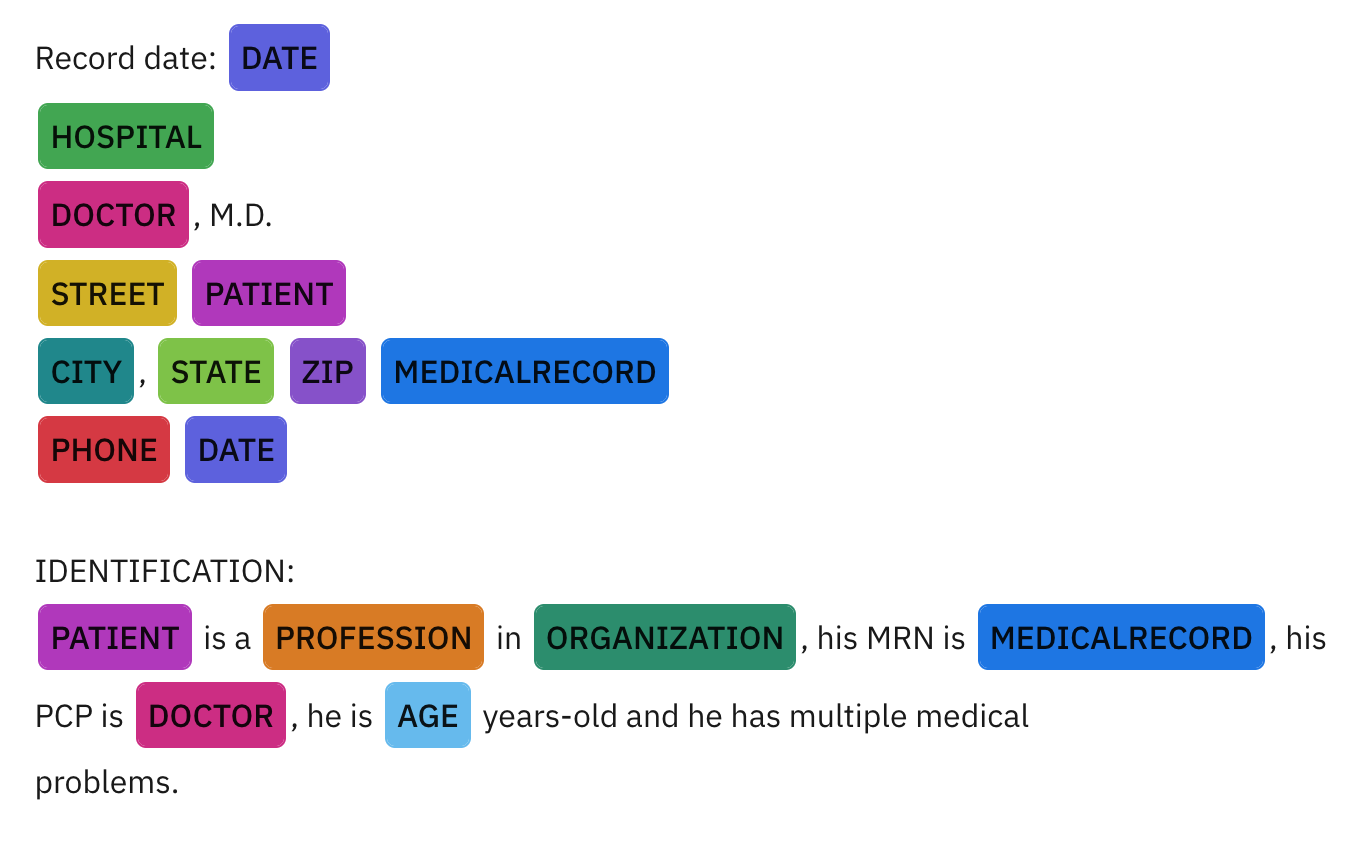 Record date: DATE
HOSPITAL
DOCTOR, M.D.
STREET PATIENT
CITY, STATE ZIP MEDICALRECORD
PHONE DATE
IDENTIFICATION:
PATIENT is a PROFESSION in ORGANIZATION, his MRN is MEDICALRECORD, his
PCP is DOCTOR, he is AGE years-old and he has multiple medical
problems.